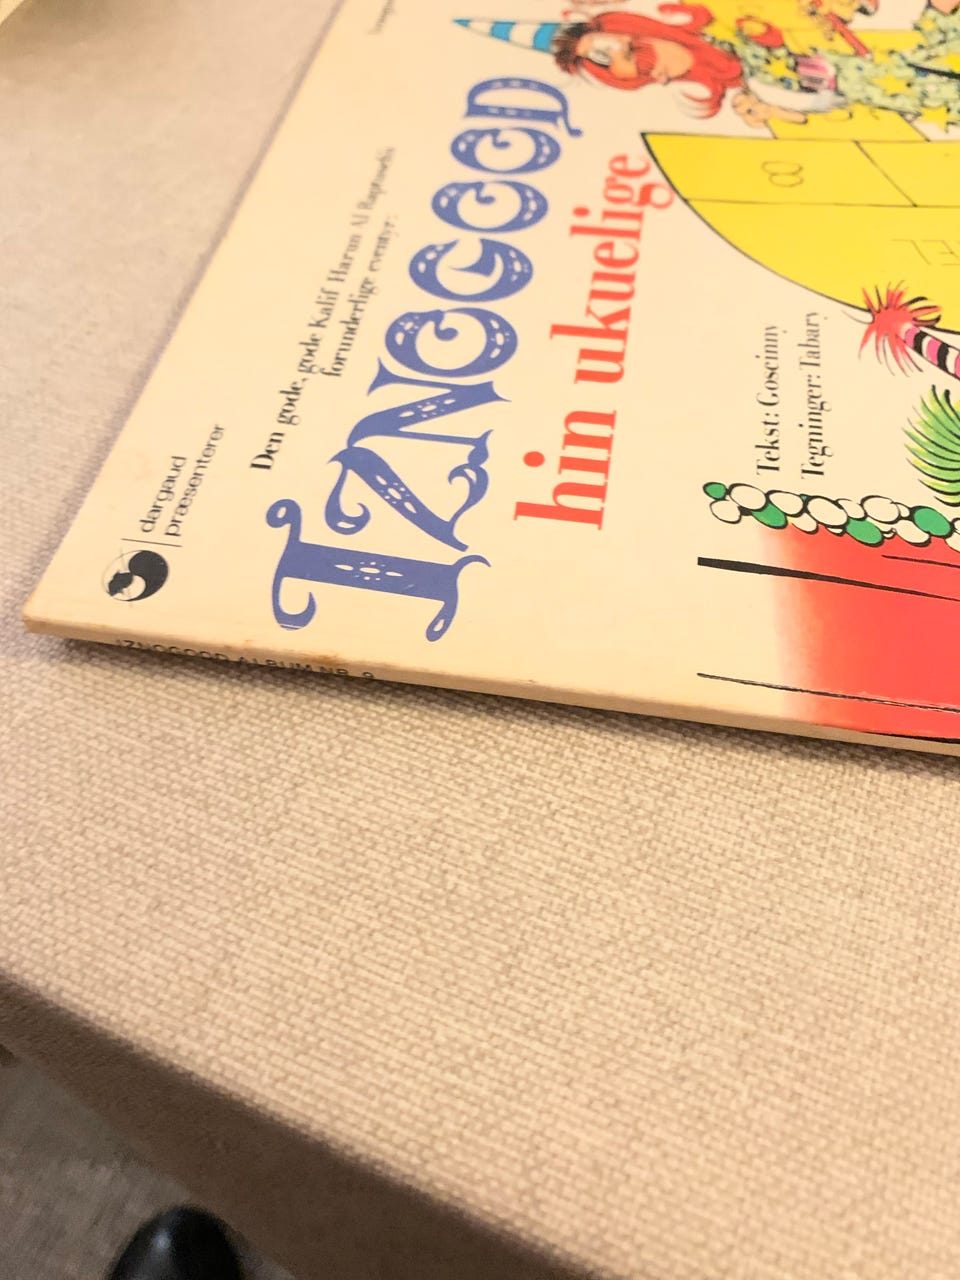 dargaud
præsenterer
Den gode, gode Kalif Harun Al
forunderlige eventyr:
IZNOGOOD
hin ukuelige
Tekst: Goscinny
Tegninger: Tabary
IZNOGOOD ALBUM NR. 9